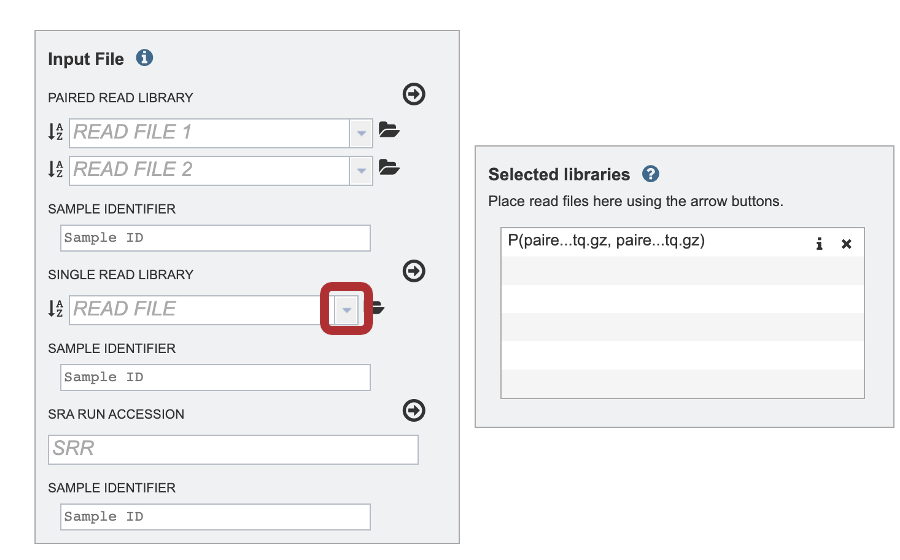 Input File
PAIRED READ LIBRARY
READ FILE 1
READ FILE 2
SAMPLE IDENTIFIER
Sample ID
SINGLE READ LIBRARY
READ FILE
SAMPLE IDENTIFIER
Sample ID
SRA RUN ACCESSION
SRR
SAMPLE IDENTIFIER
Sample ID
Selected libraries
Place read files here using the arrow buttons.
P(paire...tq.gz, paire...tq.gz)